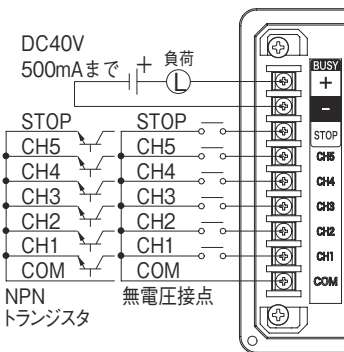 DC40V
500mAまで
+
負荷
L
BUSY
+
-
STOP STOP STOP
CH5 CH5 CH5
CH4 CH4 CH4
CH3 CH3 CH3
CH2 CH2 CH2
CH1 CH1 CH1
COM COM COM
NPN
トランジスタ
無電圧接点